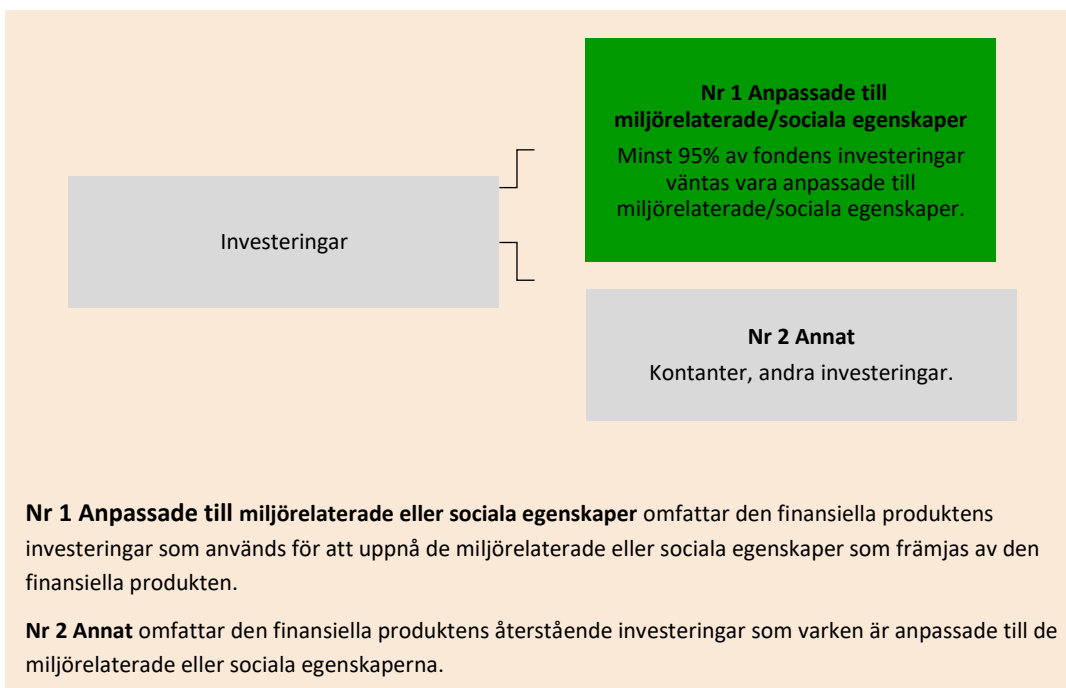 Nr 1 Anpassade till
miljörelaterade/sociala egenskaper
Minst 95% av fondens investeringar
väntas vara anpassade till
miljörelaterade/sociala egenskaper.
Investeringar
Nr 2 Annat
Kontanter, andra investeringar.
Nr 1 Anpassade till miljörelaterade eller sociala egenskaper omfattar den finansiella produktens
investeringar som används för att uppnå de miljörelaterade eller sociala egenskaper som främjas av den
finansiella produkten.
Nr 2 Annat omfattar den finansiella produktens återstående investeringar som varken är anpassade till de
miljörelaterade eller sociala egenskaperna.